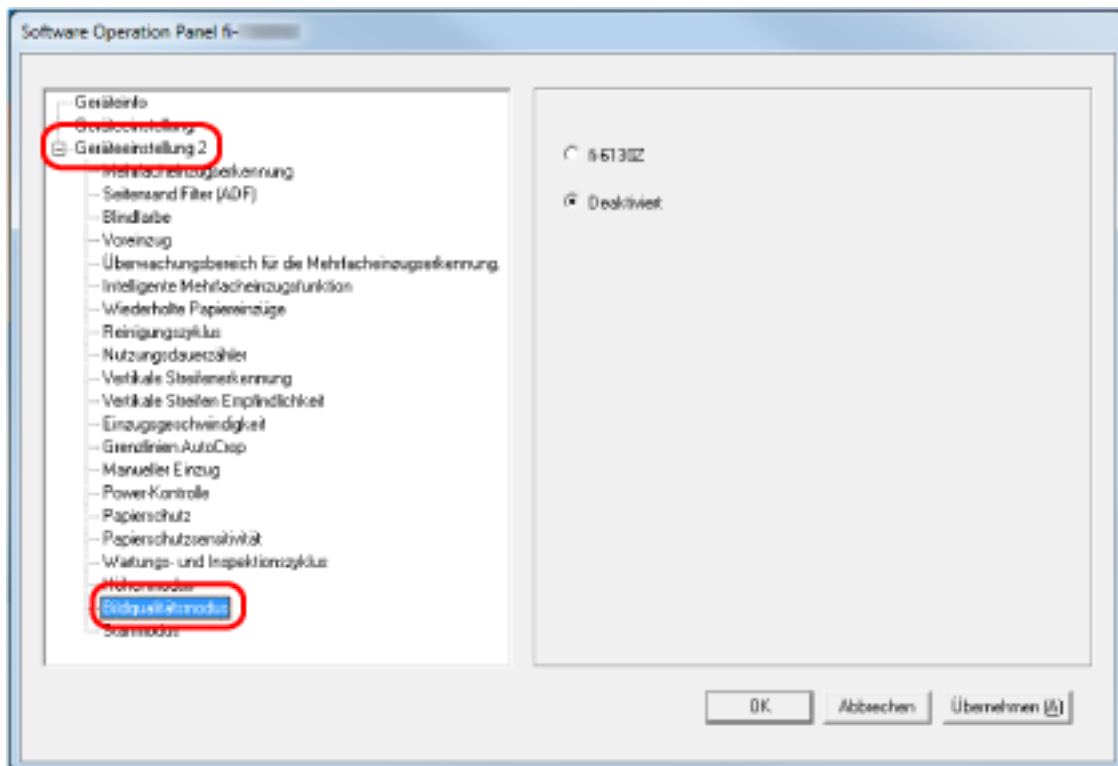 Software Operation Panel fi-
Geräteinfo
Geräteeinstellung
Geräteeinstellung 2
Mehrfacheinzugserkennung
Seitenrand Filter (ADF)
Blindfarbe
Voreinzug
Überwachungsbereich für die Mehrfacheinzugserkennung.
Intelligente Mehrfacheinzugsfunktion
Wiederholte Papiereinzüge
Reinigungszyklus
Nutzungsdauerzähler
Vertikale Streifenerkennung
Vertikale Streifen Empfindlichkeit
Einzugsgeschwindigkeit
Grenzlinien AutoCrop
Manueller Einzug
Power-Kontrolle
Papierschutz
Papierschutzsensitivität
Wartungs- und Inspektionszyklus
Höhenmodus
Bildqualitätsmodus
fi-6130Z
Deaktiviert
OK
Abbrechen
Übernehmen (A)